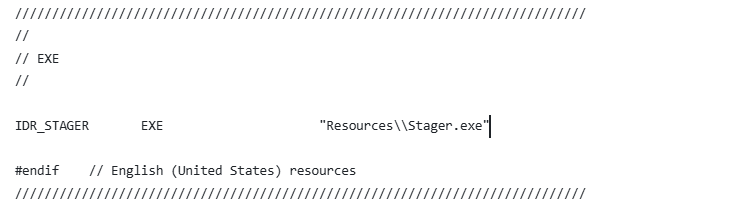 /////////////////////////////////////////////////////////////////////////////
//
// EXE
//
IDR_STAGER EXE "Resources\\Stager.exe"
#endif // English (United States) resources
/////////////////////////////////////////////////////////////////////////////